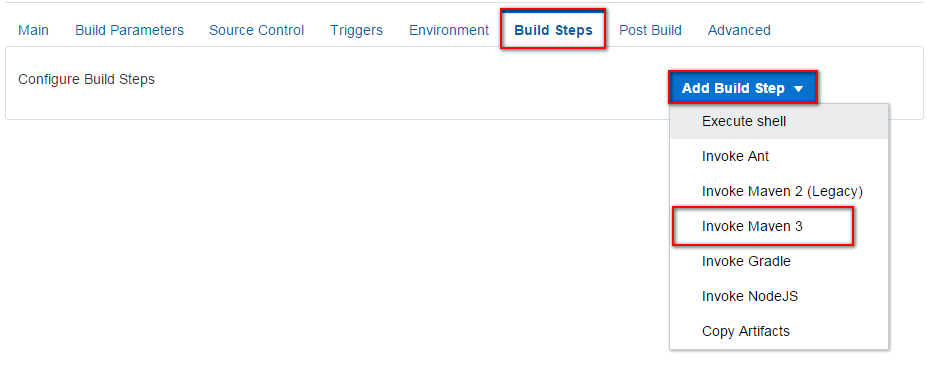 Main Build Parameters Source Control Triggers Environment Build Steps Post Build Advanced
Configure Build Steps
Add Build Step
Execute shell
Invoke Ant
Invoke Maven 2 (Legacy)
Invoke Maven 3
Invoke Gradle
Invoke NodeJS
Copy Artifacts